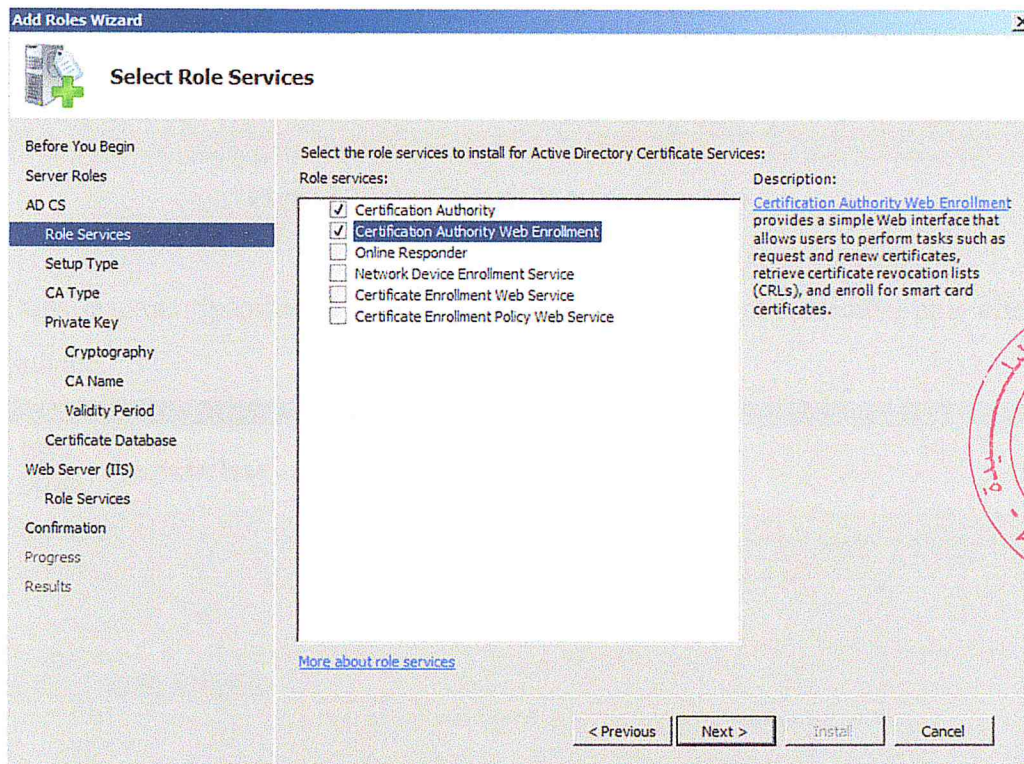 Add Roles Wizard
Select Role Services
Before You Begin
Server Roles
AD CS
Role Services
Setup Type
CA Type
Private Key
Cryptography
CA Name
Validity Period
Certificate Database
Web Server (IIS)
Role Services
Confirmation
Progress
Results
Select the role services to install for Active Directory Certificate Services:
Role services:
Certification Authority
Certification Authority Web Enrollment
Online Responder
Network Device Enrollment Service
Certificate Enrollment Web Service
Certificate Enrollment Policy Web Service
More about role services
Description:
Certification Authority Web Enrollment
provides a simple Web interface that
allows users to perform tasks such as
request and renew certificates,
retrieve certificate revocation lists
(CRLs), and enroll for smart card
certificates.
< Previous
Next >
Install
Cancel